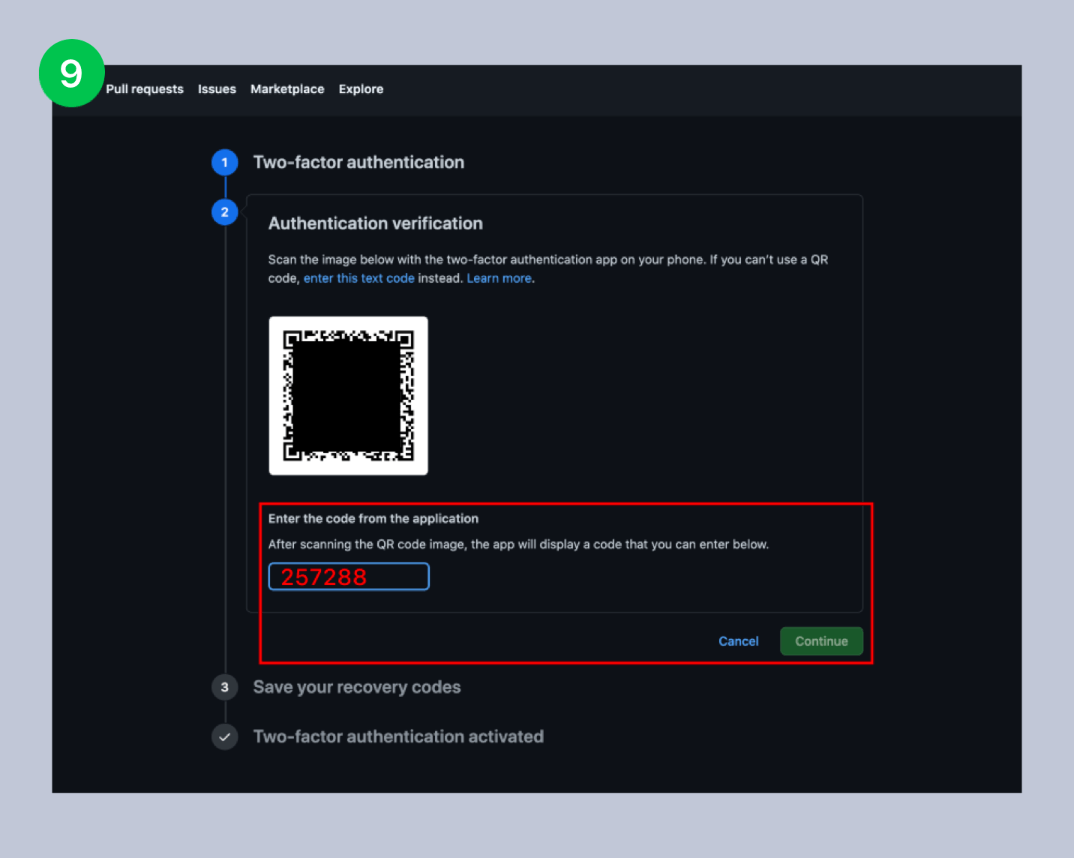 9
Pull requests Issues Marketplace Explore
1 Two-factor authentication
2
Authentication verification
Scan the image below with the two-factor authentication app on your phone. If you can't use a QR
code, enter this text code instead. Learn more.
Enter the code from the application
After scanning the QR code image, the app will display a code that you can enter below.
257288
Cancel Continue
3 Save your recovery codes
Two-factor authentication activated